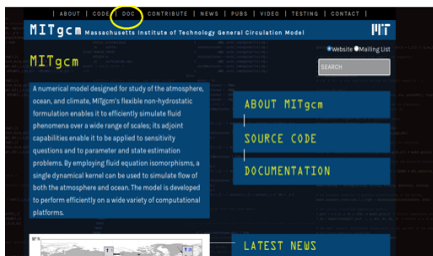 | ABOUT | CODE | DOC | CONTRIBUTE | NEWS | PUBS | VIDEO | TESTING | CONTACT |
MITgcm Massachusetts Institute of Technology General Circulation Model
Website Mailing List
MITgcm
SEARCH
A numerical model designed for study of the atmosphere,
ocean, and climate, MITgcm's flexible non-hydrostatic
formulation enables it to efficiently simulate fluid
phenomena over a wide range of scales; its adjoint
capabilities enable it to be applied to sensitivity
questions and to parameter and state estimation
problems. By employing fluid equation isomorphisms, a
single dynamical kernel can be used to simulate flow of
both the atmosphere and ocean. The model is developed
to perform efficiently on a wide variety of computational
platforms.
ABOUT MITgcm
SOURCE CODE
DOCUMENTATION
LATEST NEWS